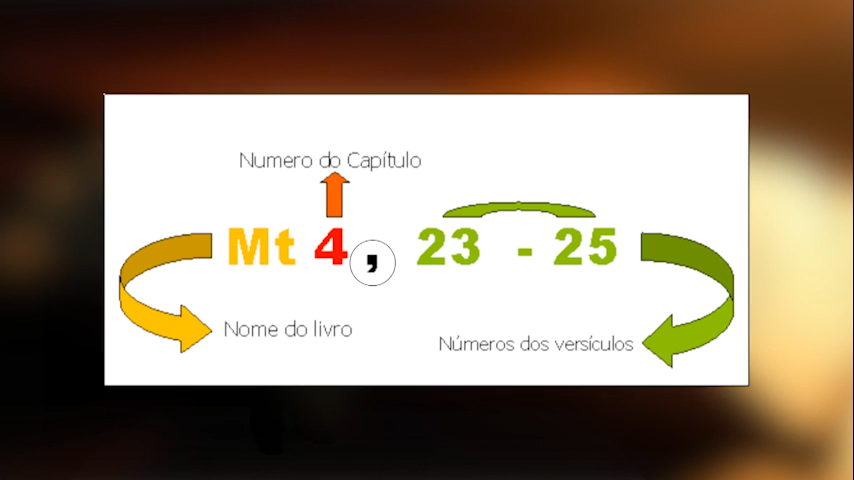 Numero do Capítulo
Mt 4, 23 - 25
Nome do livro
Números dos versículos